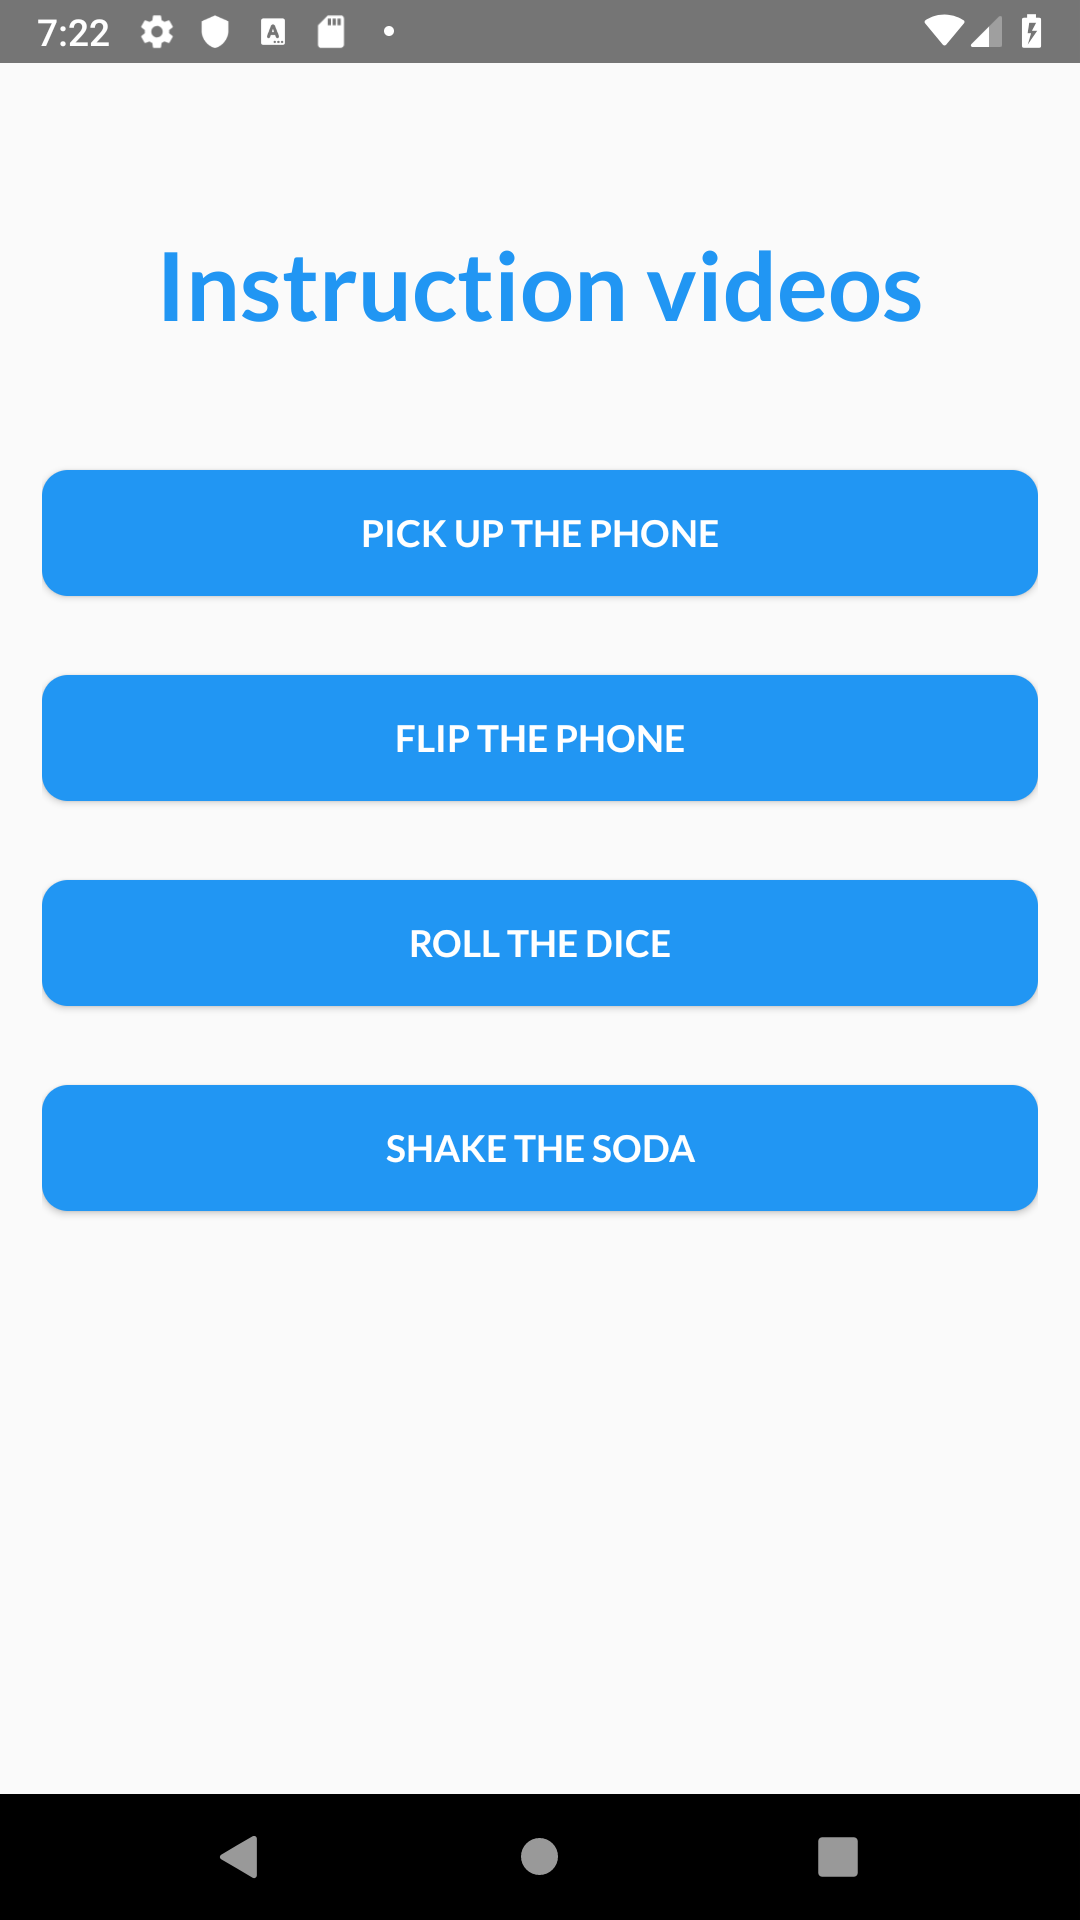 7:22
Instruction videos
PICK UP THE PHONE
FLIP THE PHONE
ROLL THE DICE
SHAKE THE SODA